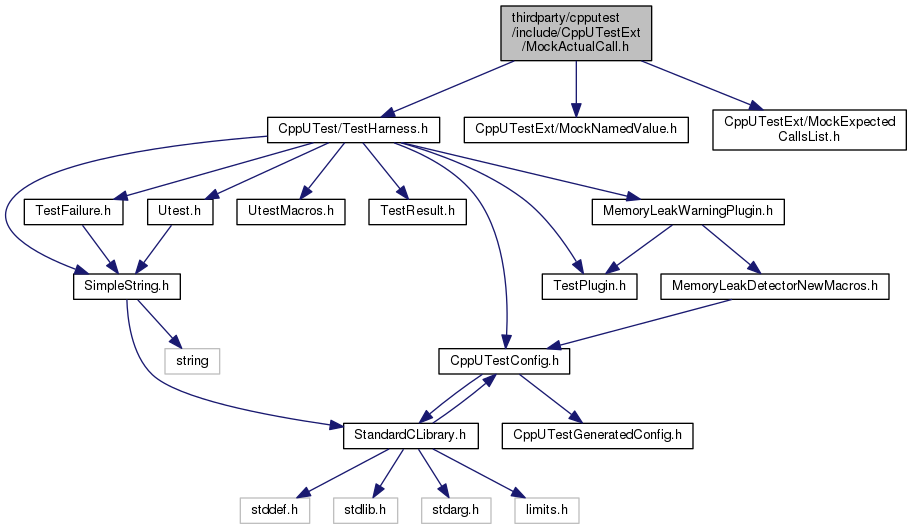 thirdparty/cpputest
/include/CppUTestExt
/MockActualCall.h
CppUTest/TestHarness.h
CppUTestExt/MockNamedValue.h
CppUTestExt/MockExpected
CallsList.h
TestFailure.h
Utest.h
UtestMacros.h
TestResult.h
MemoryLeakWarningPlugin.h
SimpleString.h
TestPlugin.h
MemoryLeakDetectorNewMacros.h
string
CppUTestConfig.h
StandardCLibrary.h
CppUTestGeneratedConfig.h
stddef.h
stdlib.h
stdarg.h
limits.h